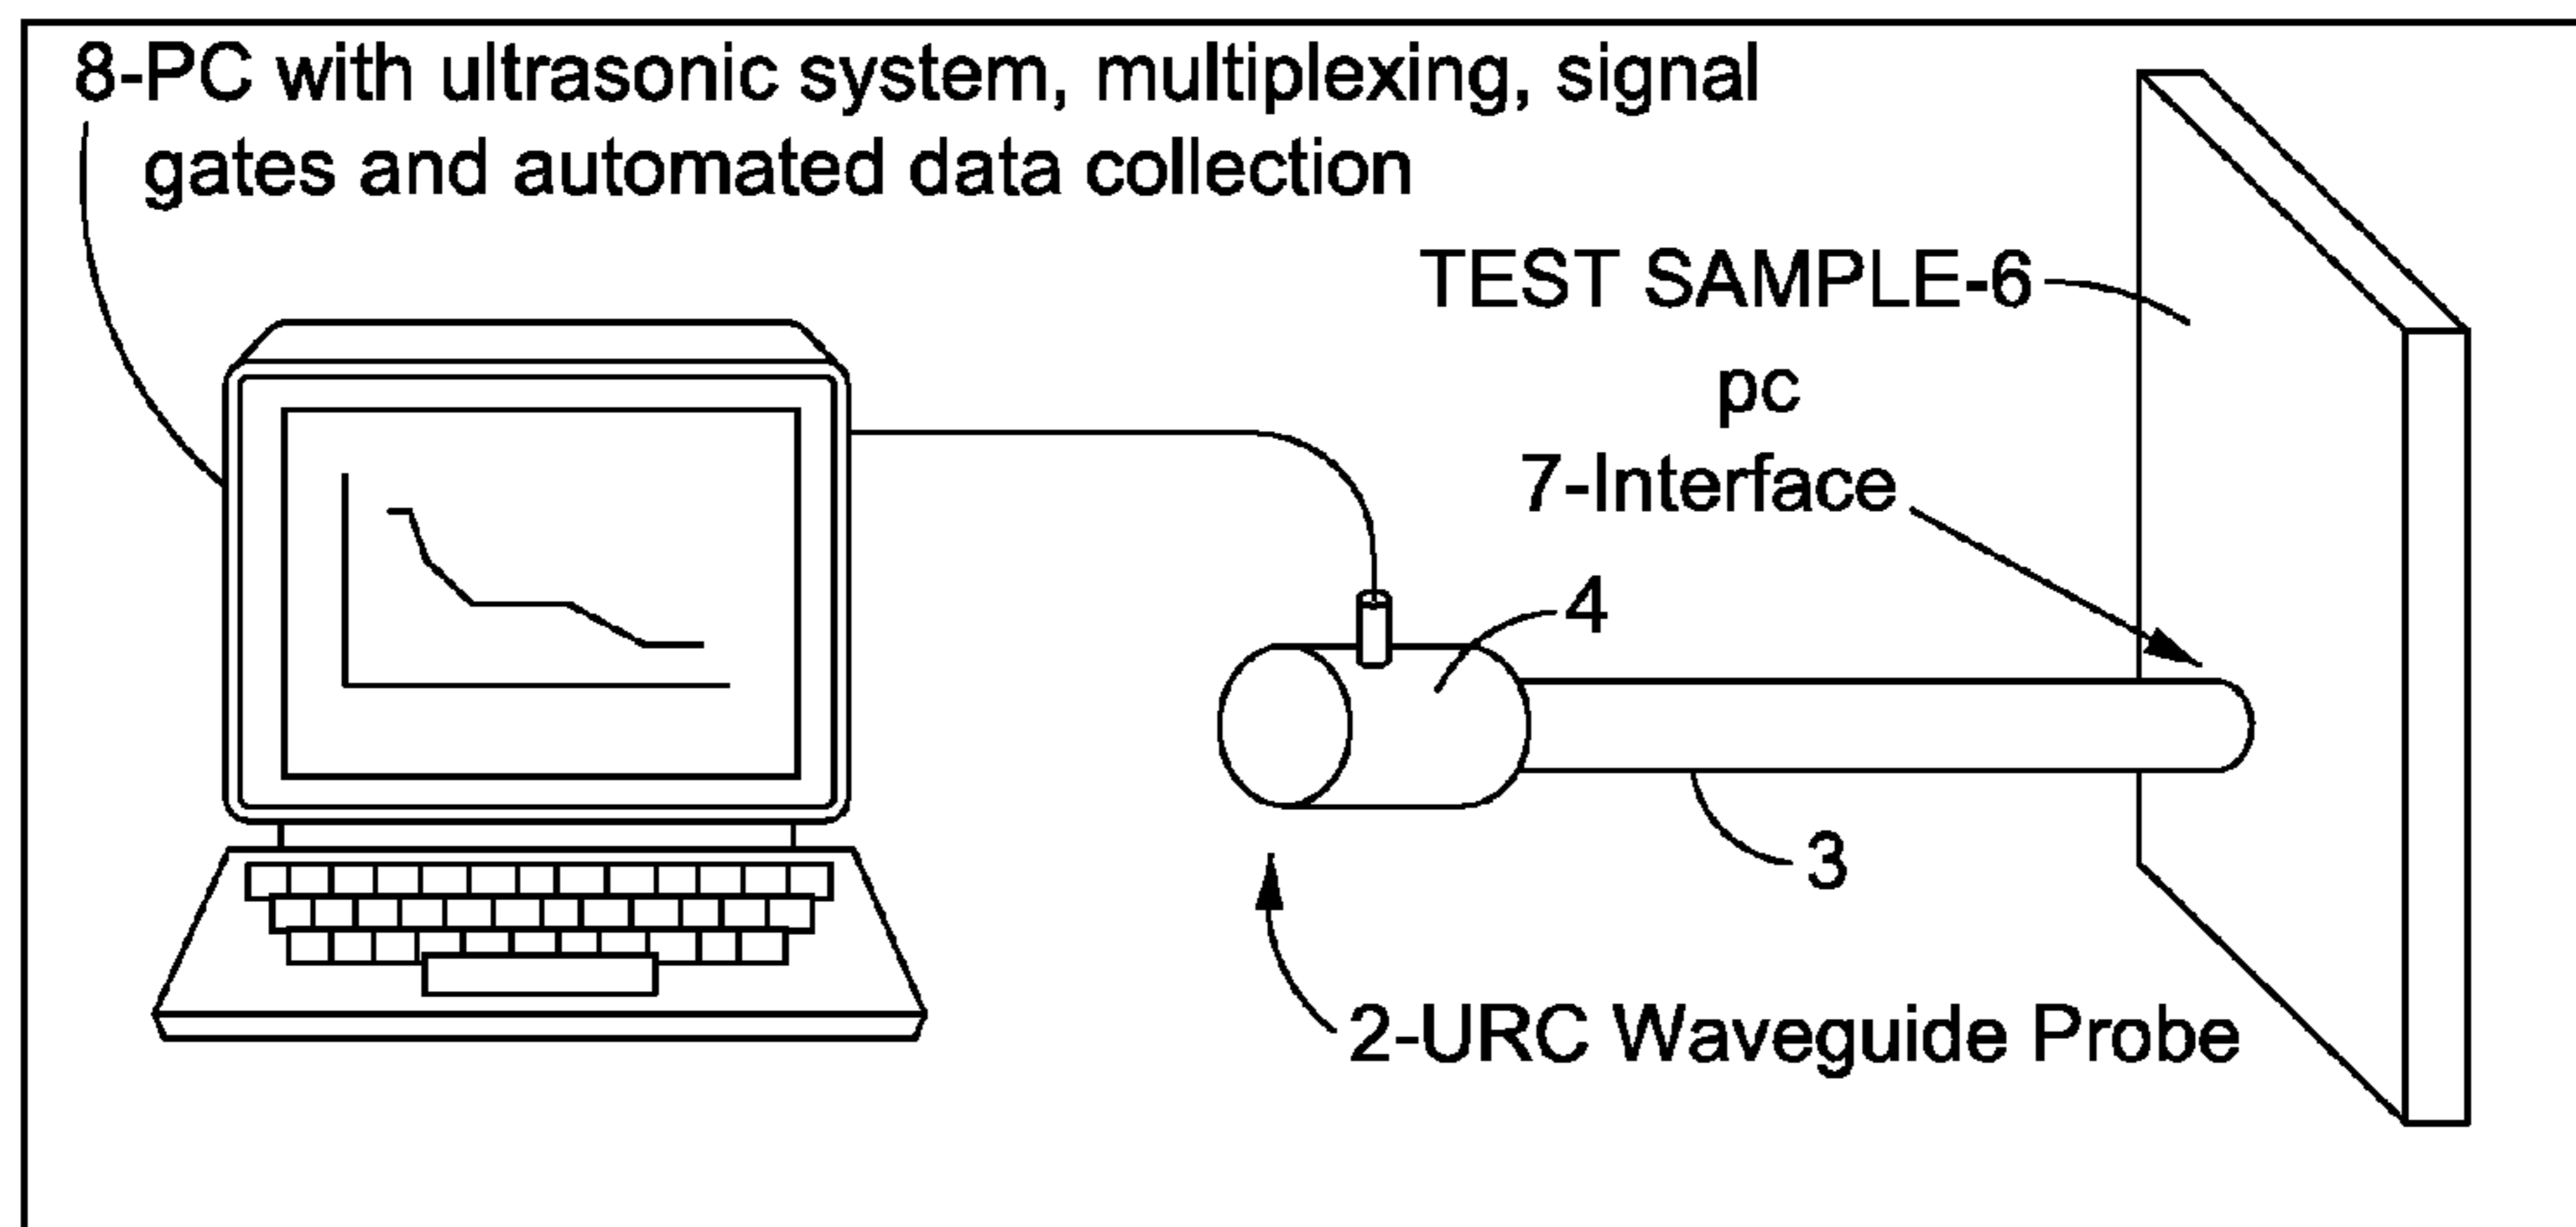 8-PC with ultrasonic system, multiplexing, signal
gates and automated data collection
TEST SAMPLE-6
pc
7-Interface
4
3
2-URC Waveguide Probe